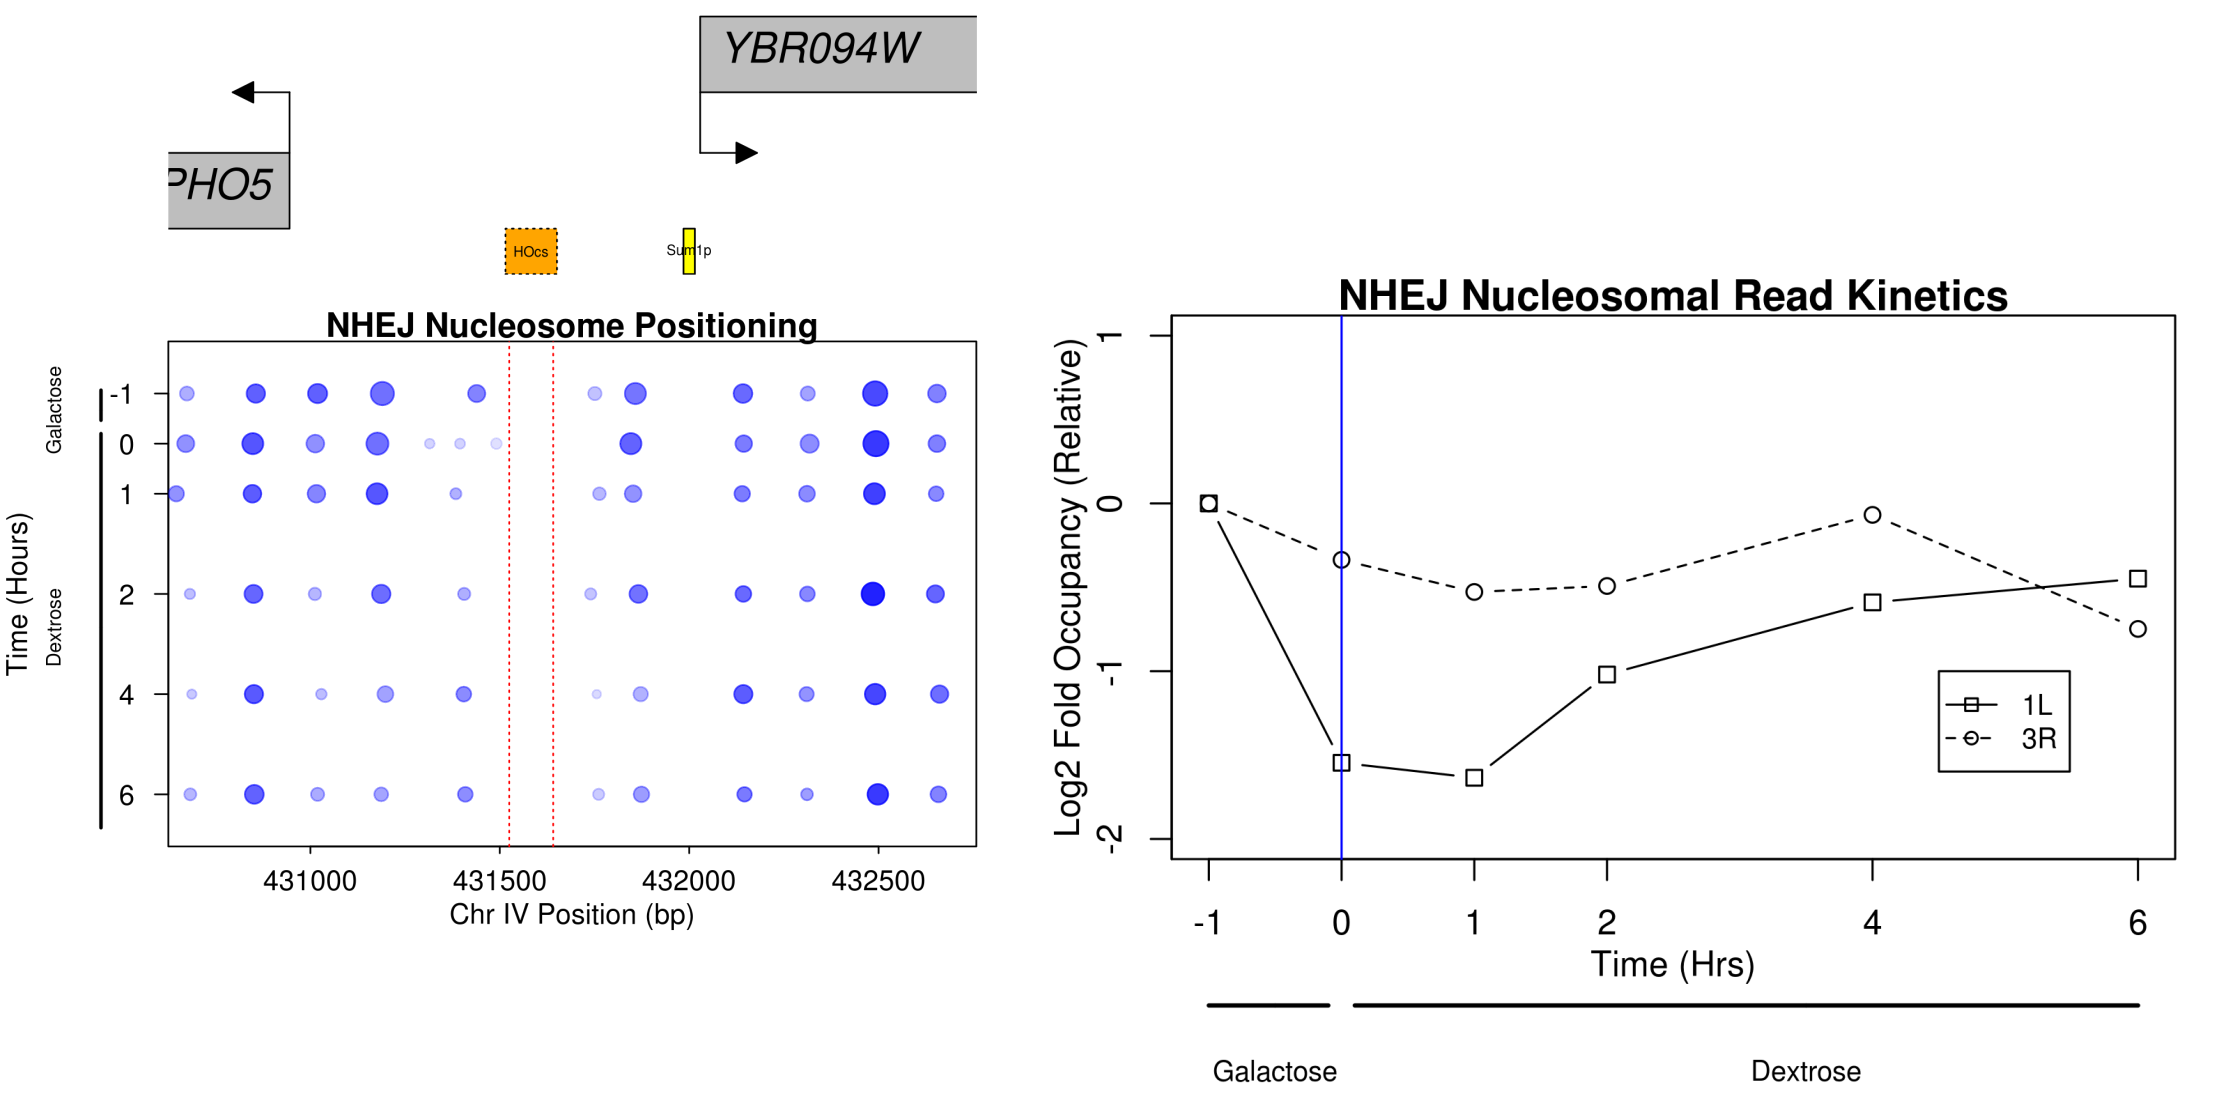 YBR094W
PHO5
HOcs
Sum1p
NHEJ Nucleosome Positioning
Time (Hours)
Galactose
Dextrose
-1
0
1
2
4
6
431000 431500 432000 432500
Chr IV Position (bp)
NHEJ Nucleosomal Read Kinetics
Log2 Fold Occupancy (Relative)
1
0
-1
-2
1L
3R
-1 0 1 2 4 6
Time (Hrs)
Galactose Dextrose